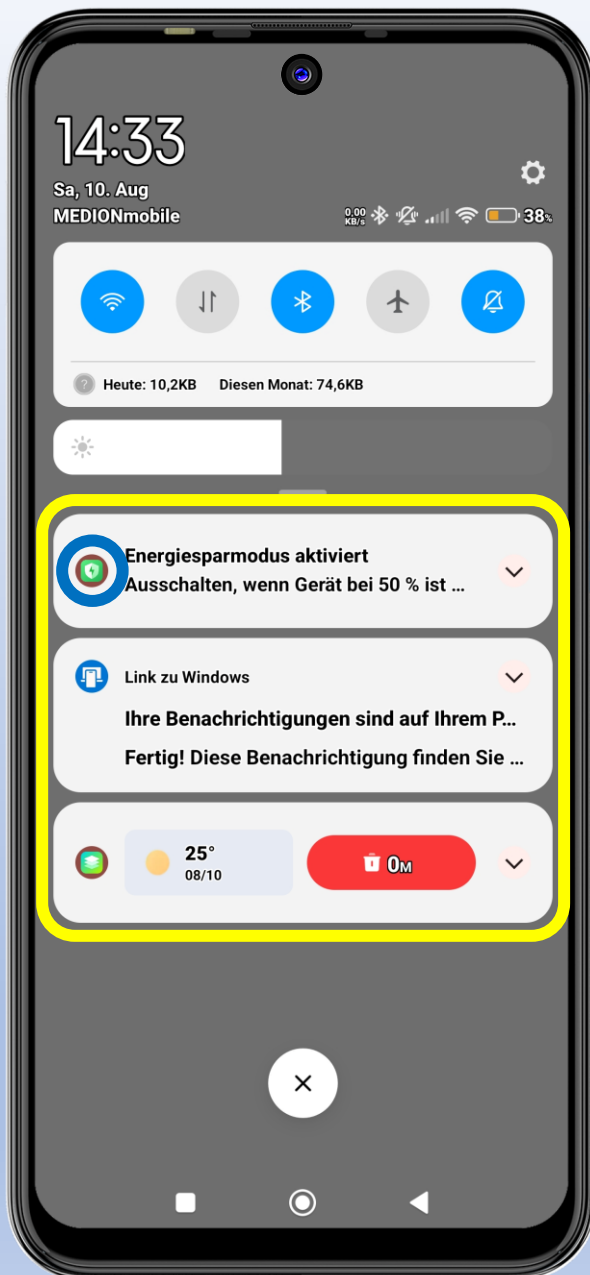 14:33
Sa, 10. Aug
MEDIONmobile
0,00 KB/s
38%
Heute: 10,2KB Diesen Monat: 74,6KB
Energiesparmodus aktiviert
Ausschalten, wenn Gerät bei 50 % ist ...
Link zu Windows
Ihre Benachrichtigungen sind auf Ihrem P...
Fertig! Diese Benachrichtigung finden Sie ...
25°
08/10
0M